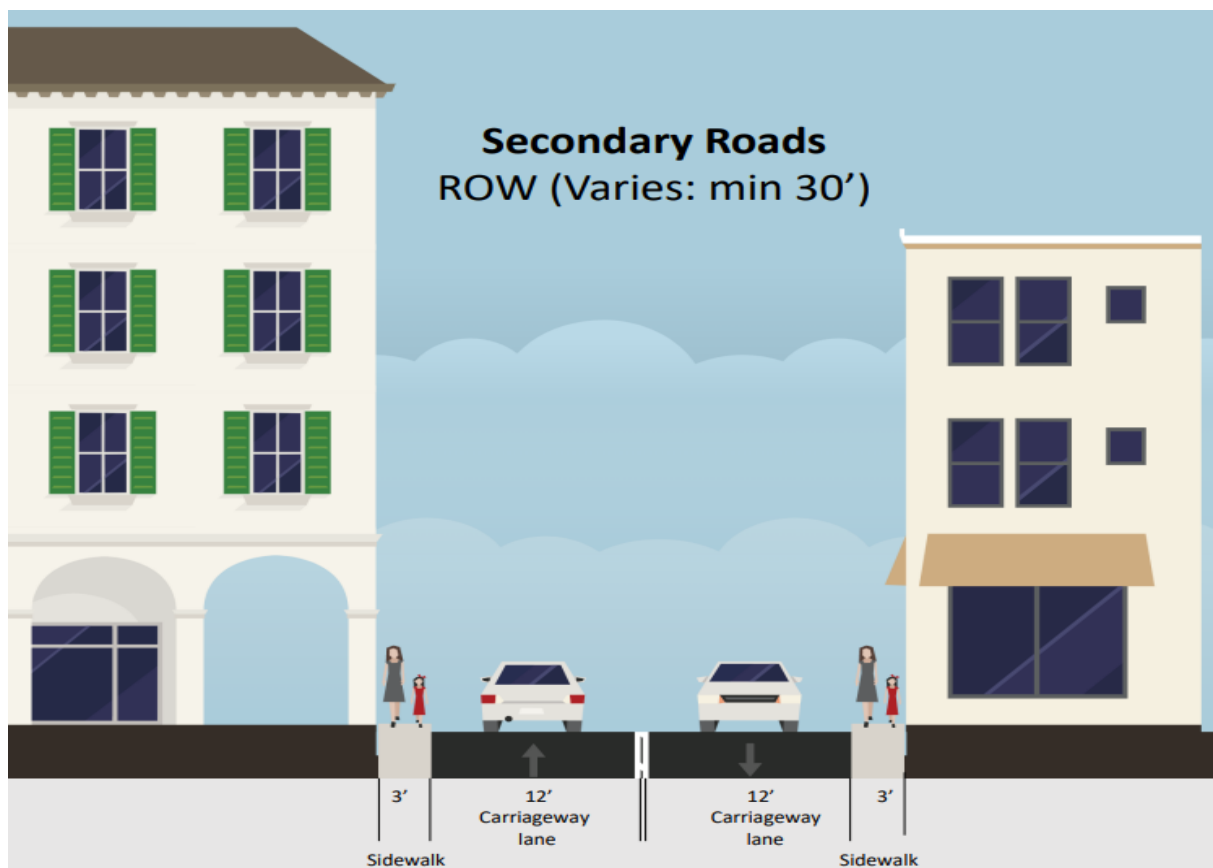 Secondary Roads
ROW (Varies: min 30’)
3’
12’
Carriageway
lane
12’
Carriageway
lane
3’
Sidewalk
Sidewalk